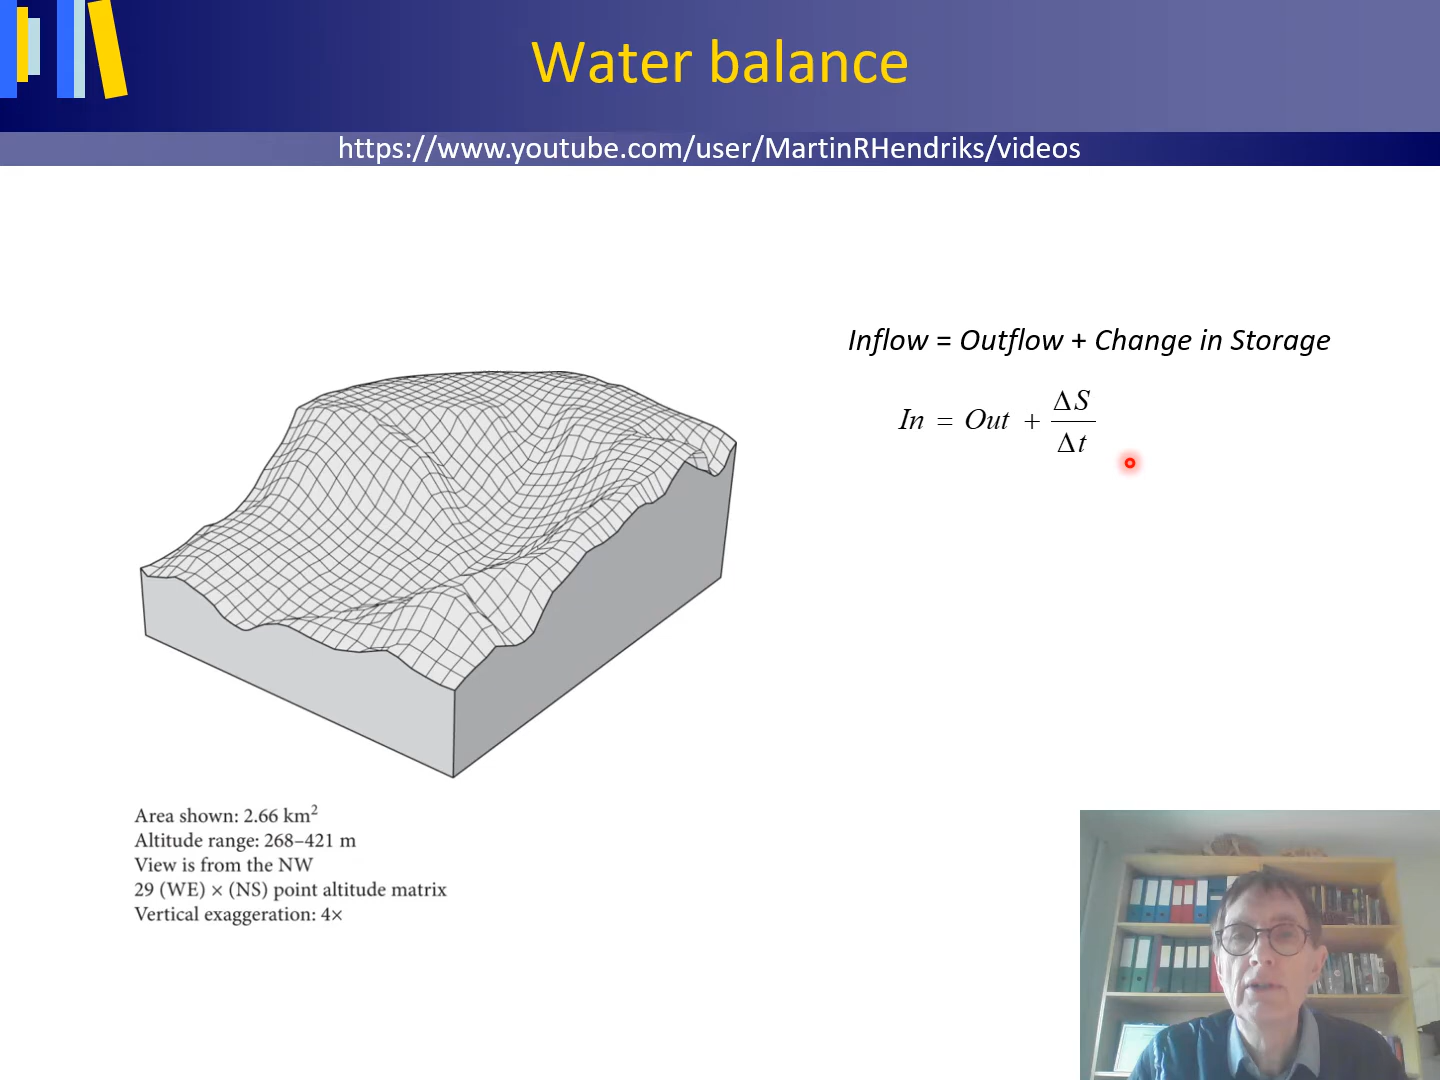 Water balance
https://www.youtube.com/user/MartinRHendriks/videos
Inflow = Outflow + Change in Storage
In = Out + ΔS/Δt
Area shown: 2.66 km²
Altitude range: 268–421 m
View is from the NW
29 (WE) × (NS) point altitude matrix
Vertical exaggeration: 4×